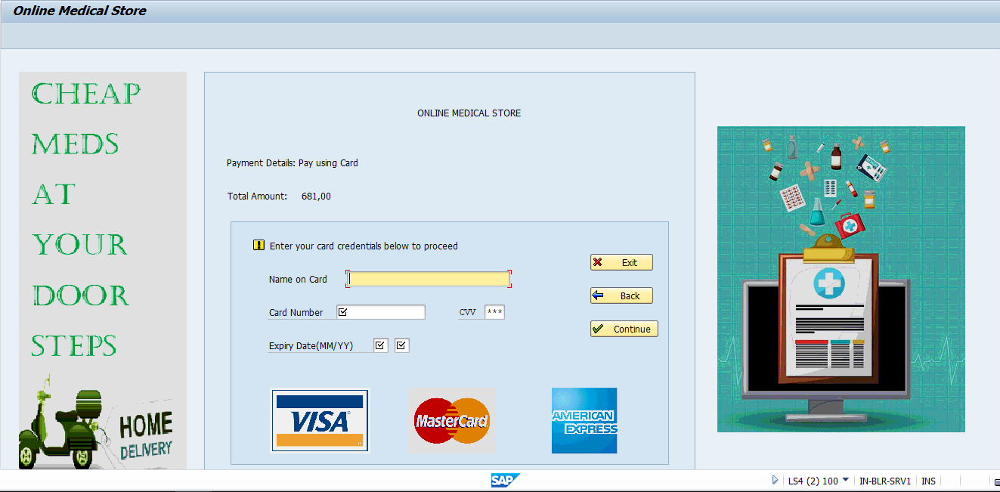 Online Medical Store
CHEAP
MEDS
AT
YOUR
DOOR
STEPS
HOME
DELIVERY
ONLINE MEDICAL STORE
Payment Details: Pay using Card
Total Amount: 681,00
Enter your card credentials below to proceed
Name on Card
Card Number
CVV ***
Expiry Date(MM/YY)
Exit
Back
Continue
VISA
MasterCard
AMERICAN
EXPRESS
SAP
LS4 (2) 100
IN-BLR-SRV1
INS